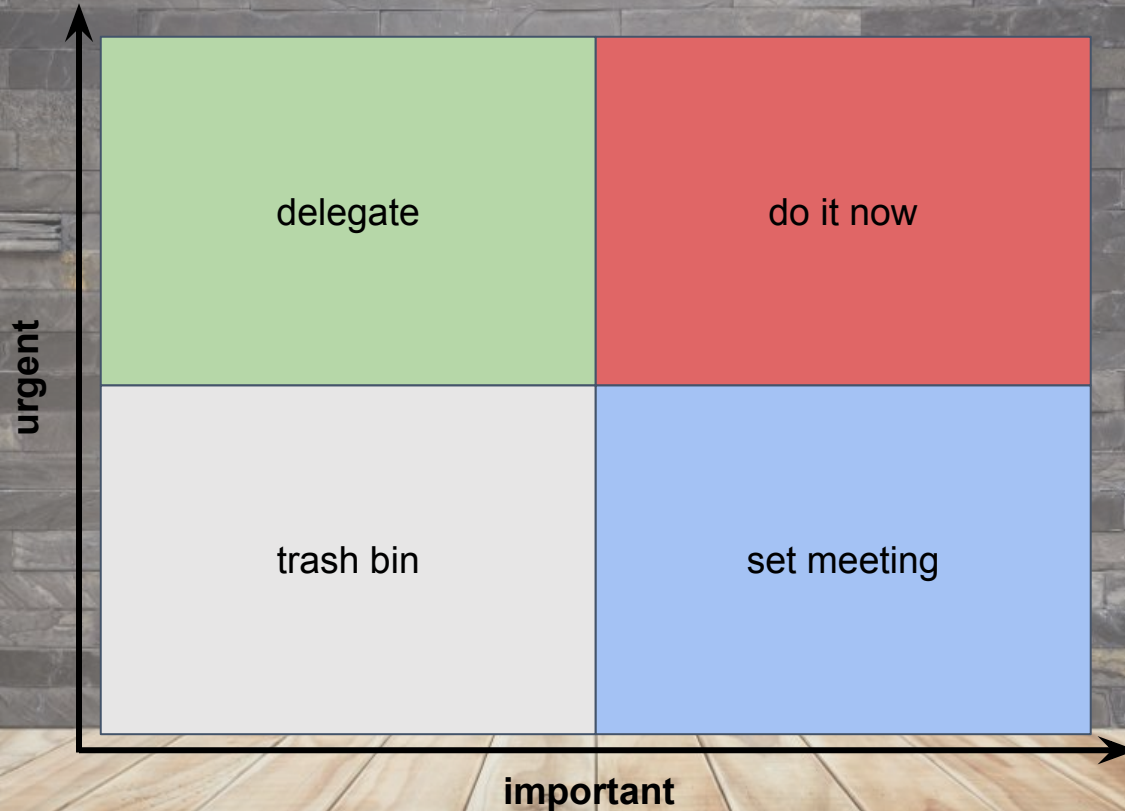 delegate
do it now
urgent
trash bin
set meeting
important